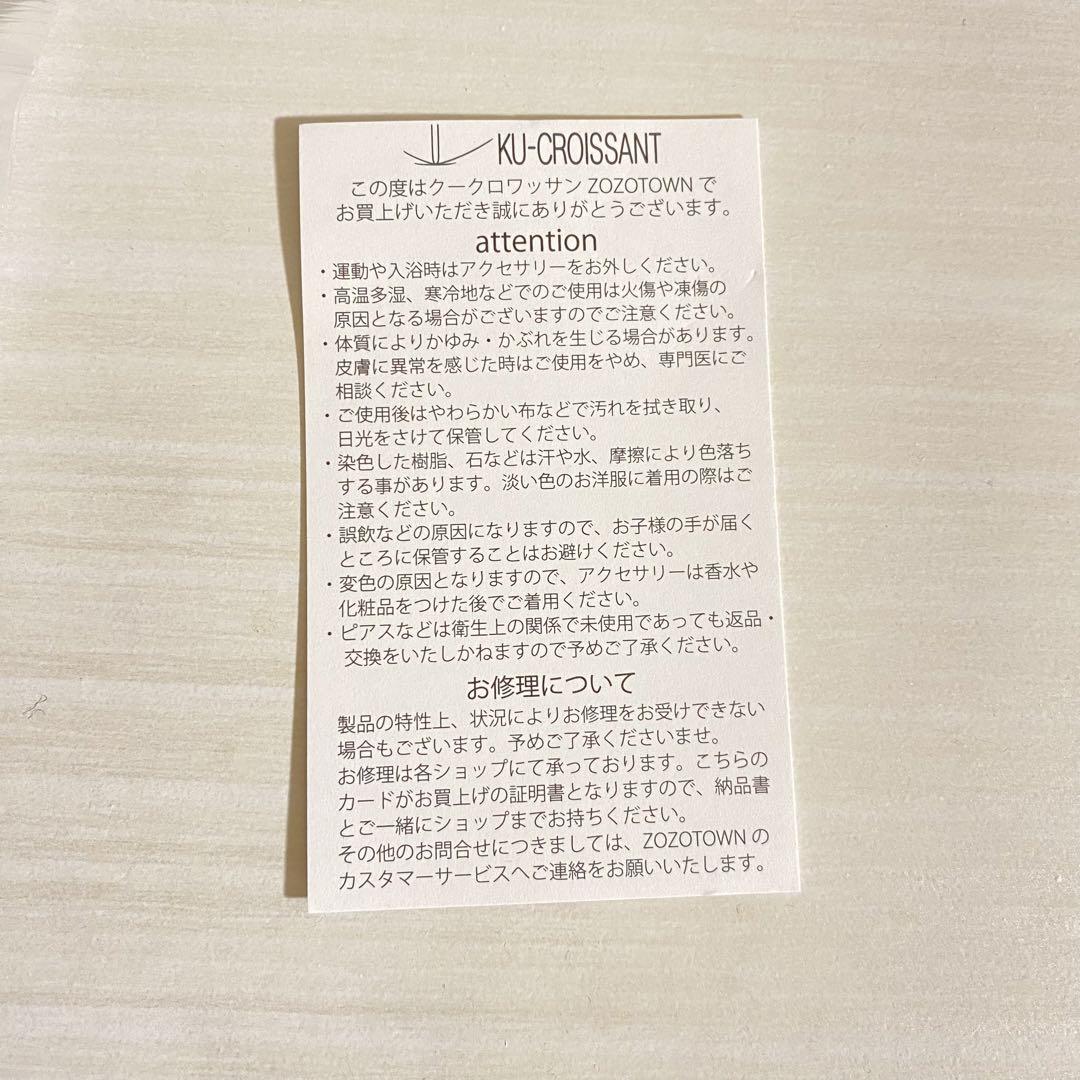 KU-CROISSANT
この度はクークロワッサン ZOZOTOWN で
お買上げいただき誠にありがとうございます。
attention
・運動や入浴時はアクセサリーをお外しください。
・高温多湿、寒冷地などでのご使用は火傷や凍傷の
原因となる場合がございますのでご注意ください。
・体質によりかゆみ・かぶれを生じる場合があります。
皮膚に異常を感じた時はご使用をやめ、専門医にご
相談ください。
・ご使用後はやわらかい布などで汚れを拭き取り、
日光をさけて保管してください。
・染色した樹脂、石などは汗や水、摩擦により色落ち
する事があります。淡い色のお洋服に着用の際はご
注意ください。
・誤飲などの原因になりますので、お子様の手が届く
ところに保管することはお避けください。
・変色の原因となりますので、アクセサリーは香水や
化粧品をつけた後でご着用ください。
・ピアスなどは衛生上の関係で未使用であっても返品・
交換をいたしかねますので予めご了承ください。
お修理について
製品の特性上、状況によりお修理をお受けできない
場合もございます。予めご了承くださいませ。
お修理は各ショップにて承っております。こちらの
カードがお買上げの証明書となりますので、納品書
とご一緒にショップまでお持ちください。
その他のお問合せにつきましては、ZOZOTOWN の
カスタマーサービスへご連絡をお願いいたします。